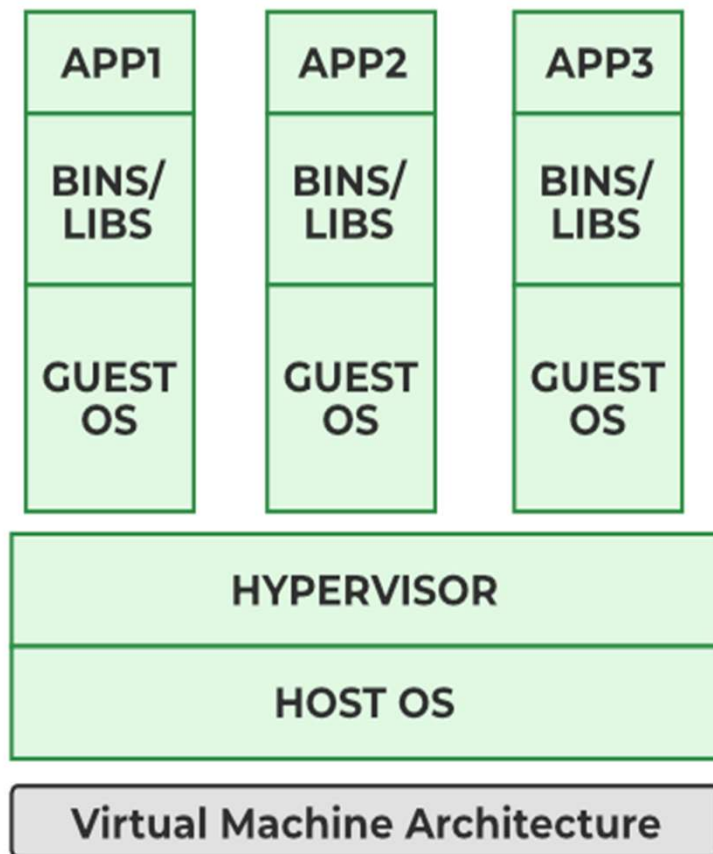 APP1
APP2
APP3
BINS/
LIBS
BINS/
LIBS
BINS/
LIBS
GUEST
OS
GUEST
OS
GUEST
OS
HYPERVISOR
HOST OS
Virtual Machine Architecture